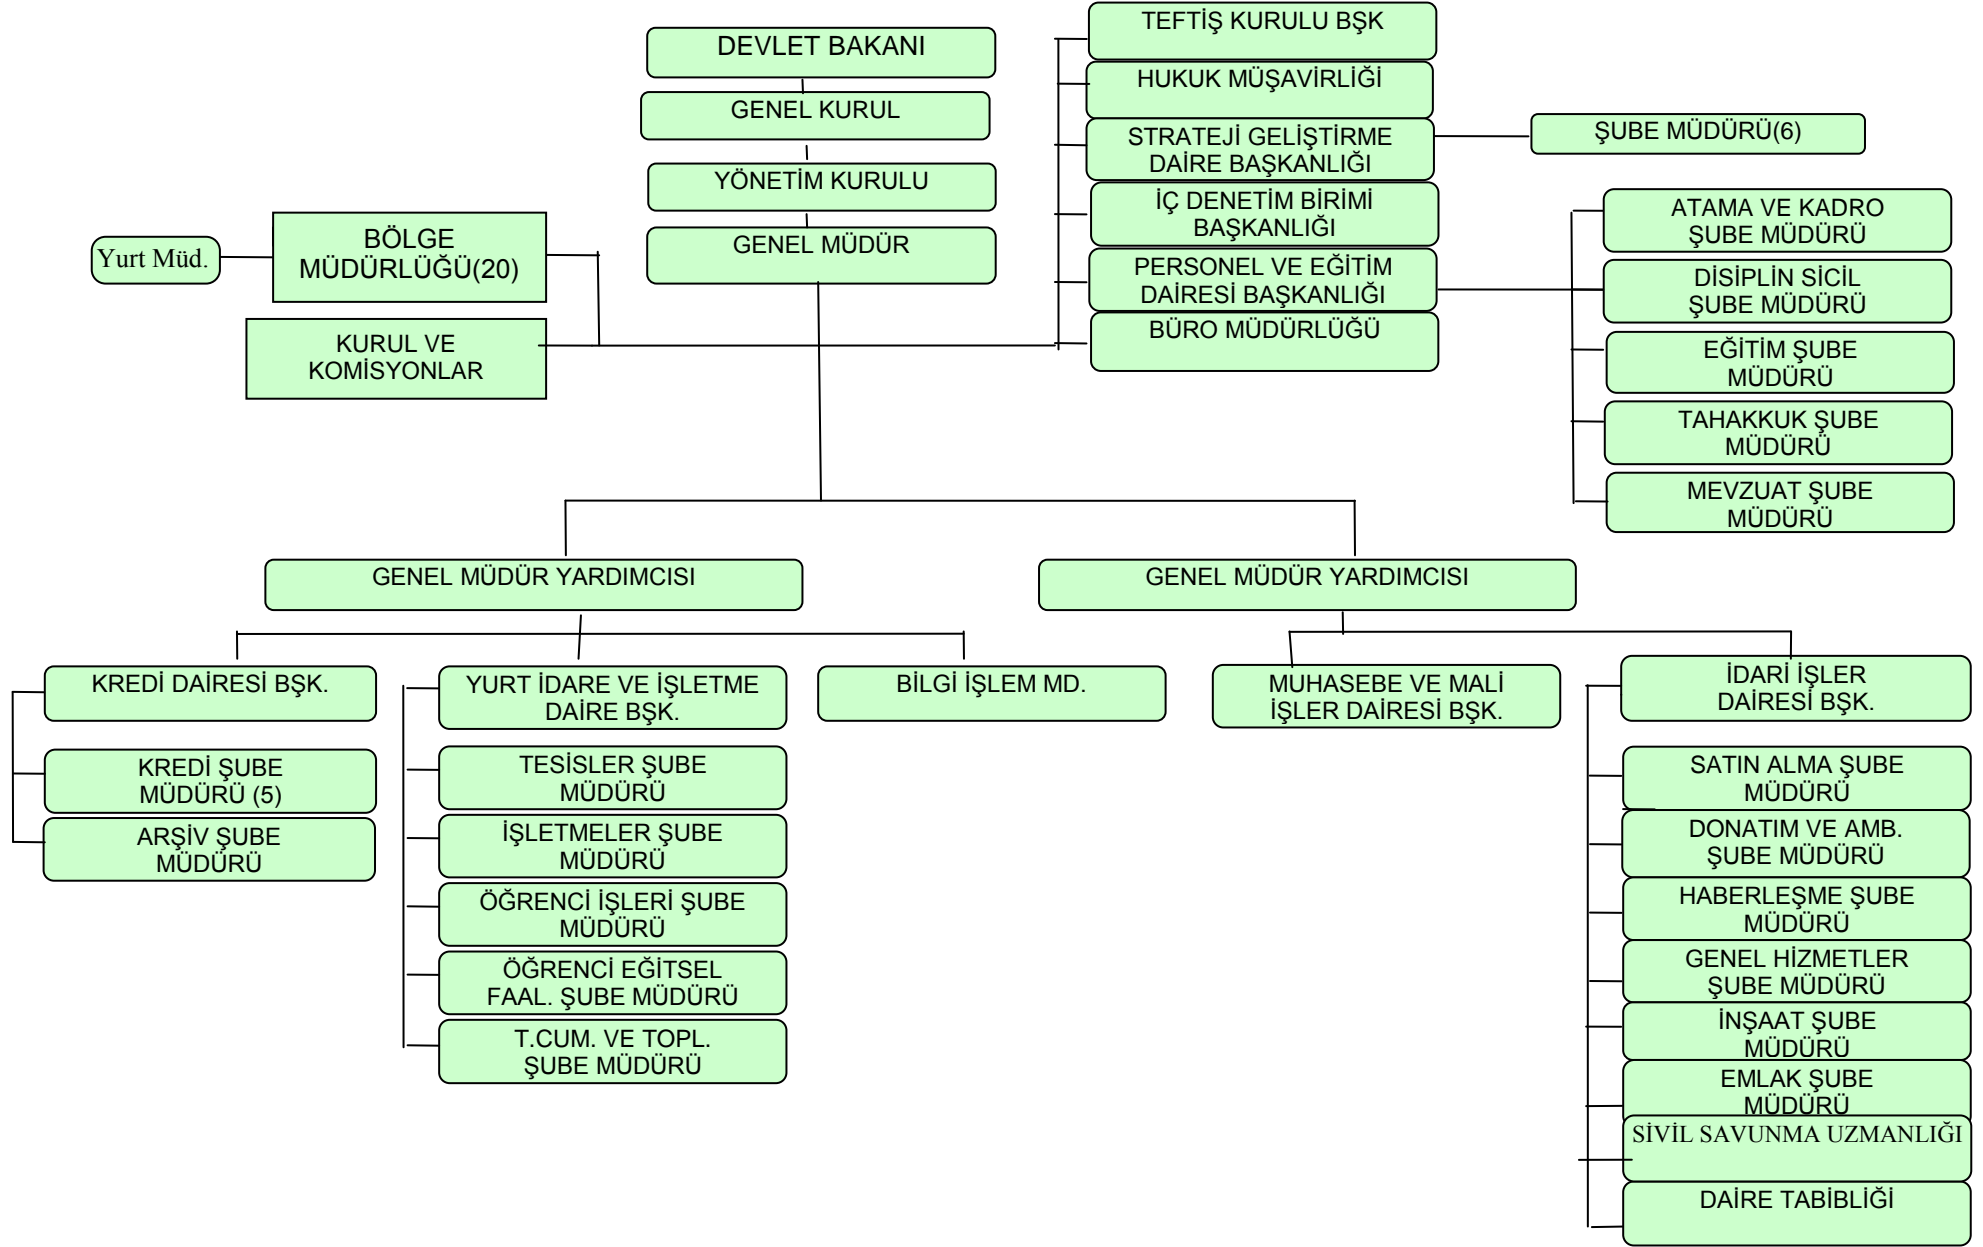 DEVLET BAKANI
GENEL KURUL
YÖNETİM KURULU
GENEL MÜDÜR
TEFTİŞ KURULU BŞK
HUKUK MÜŞAVİRLİĞİ
STRATEJİ GELİŞTİRME
DAİRE BAŞKANLIĞI
İÇ DENETİM BİRİMİ
BAŞKANLIĞI
PERSONEL VE EĞİTİM
DAİRESİ BAŞKANLIĞI
BÜRO MÜDÜRLÜĞÜ
ŞUBE MÜDÜRÜ(6)
ATAMA VE KADRO
ŞUBE MÜDÜRÜ
DİSİPLİN SİCİL
ŞUBE MÜDÜRÜ
EĞİTİM ŞUBE
MÜDÜRÜ
TAHAKKUK ŞUBE
MÜDÜRÜ
MEVZUAT ŞUBE
MÜDÜRÜ
Yurt Müd.
BÖLGE
MÜDÜRLÜĞÜ(20)
KURUL VE
KOMİSYONLAR
GENEL MÜDÜR YARDIMCISI
GENEL MÜDÜR YARDIMCISI
KREDİ DAİRESİ BŞK.
KREDİ ŞUBE
MÜDÜRÜ (5)
ARŞİV ŞUBE
MÜDÜRÜ
YURT İDARE VE İŞLETME
DAİRE BŞK.
TESİSLER ŞUBE
MÜDÜRÜ
İŞLETMELER ŞUBE
MÜDÜRÜ
ÖĞRENCİ İŞLERİ ŞUBE
MÜDÜRÜ
ÖĞRENCİ EĞİTSEL
FAAL. ŞUBE MÜDÜRÜ
T.CUM. VE TOPL.
ŞUBE MÜDÜRÜ
BİLGİ İŞLEM MD.
MUHASEBE VE MALİ
İŞLER DAİRESİ BŞK.
İDARİ İŞLER
DAİRESİ BŞK.
SATIN ALMA ŞUBE
MÜDÜRÜ
DONATIM VE AMB.
ŞUBE MÜDÜRÜ
HABERLEŞME ŞUBE
MÜDÜRÜ
GENEL HİZMETLER
ŞUBE MÜDÜRÜ
İNŞAAT ŞUBE
MÜDÜRÜ
EMLAK ŞUBE
MÜDÜRÜ
SİVİL SAVUNMA UZMANLIĞI
DAİRE TABİBLİĞİ